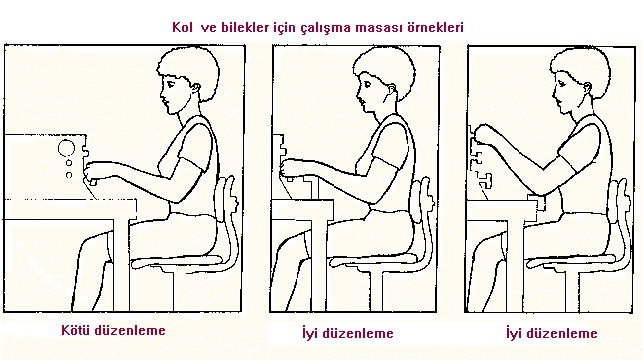 Kol ve bilekler için çalışma masası örnekleri
Kötü düzenleme
İyi düzenleme
İyi düzenleme